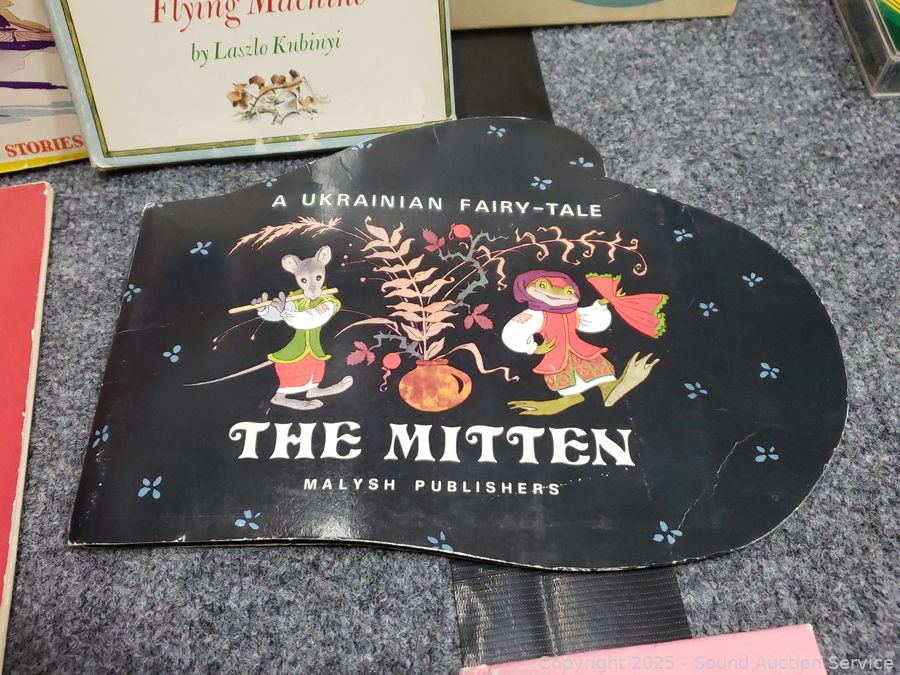 Flying Machine
by Laszlo Kubinyi
STORIES
A UKRAINIAN FAIRY-TALE
THE MITTEN
MALYSH PUBLISHERS
Copyright 2025 - Sound Auction Service